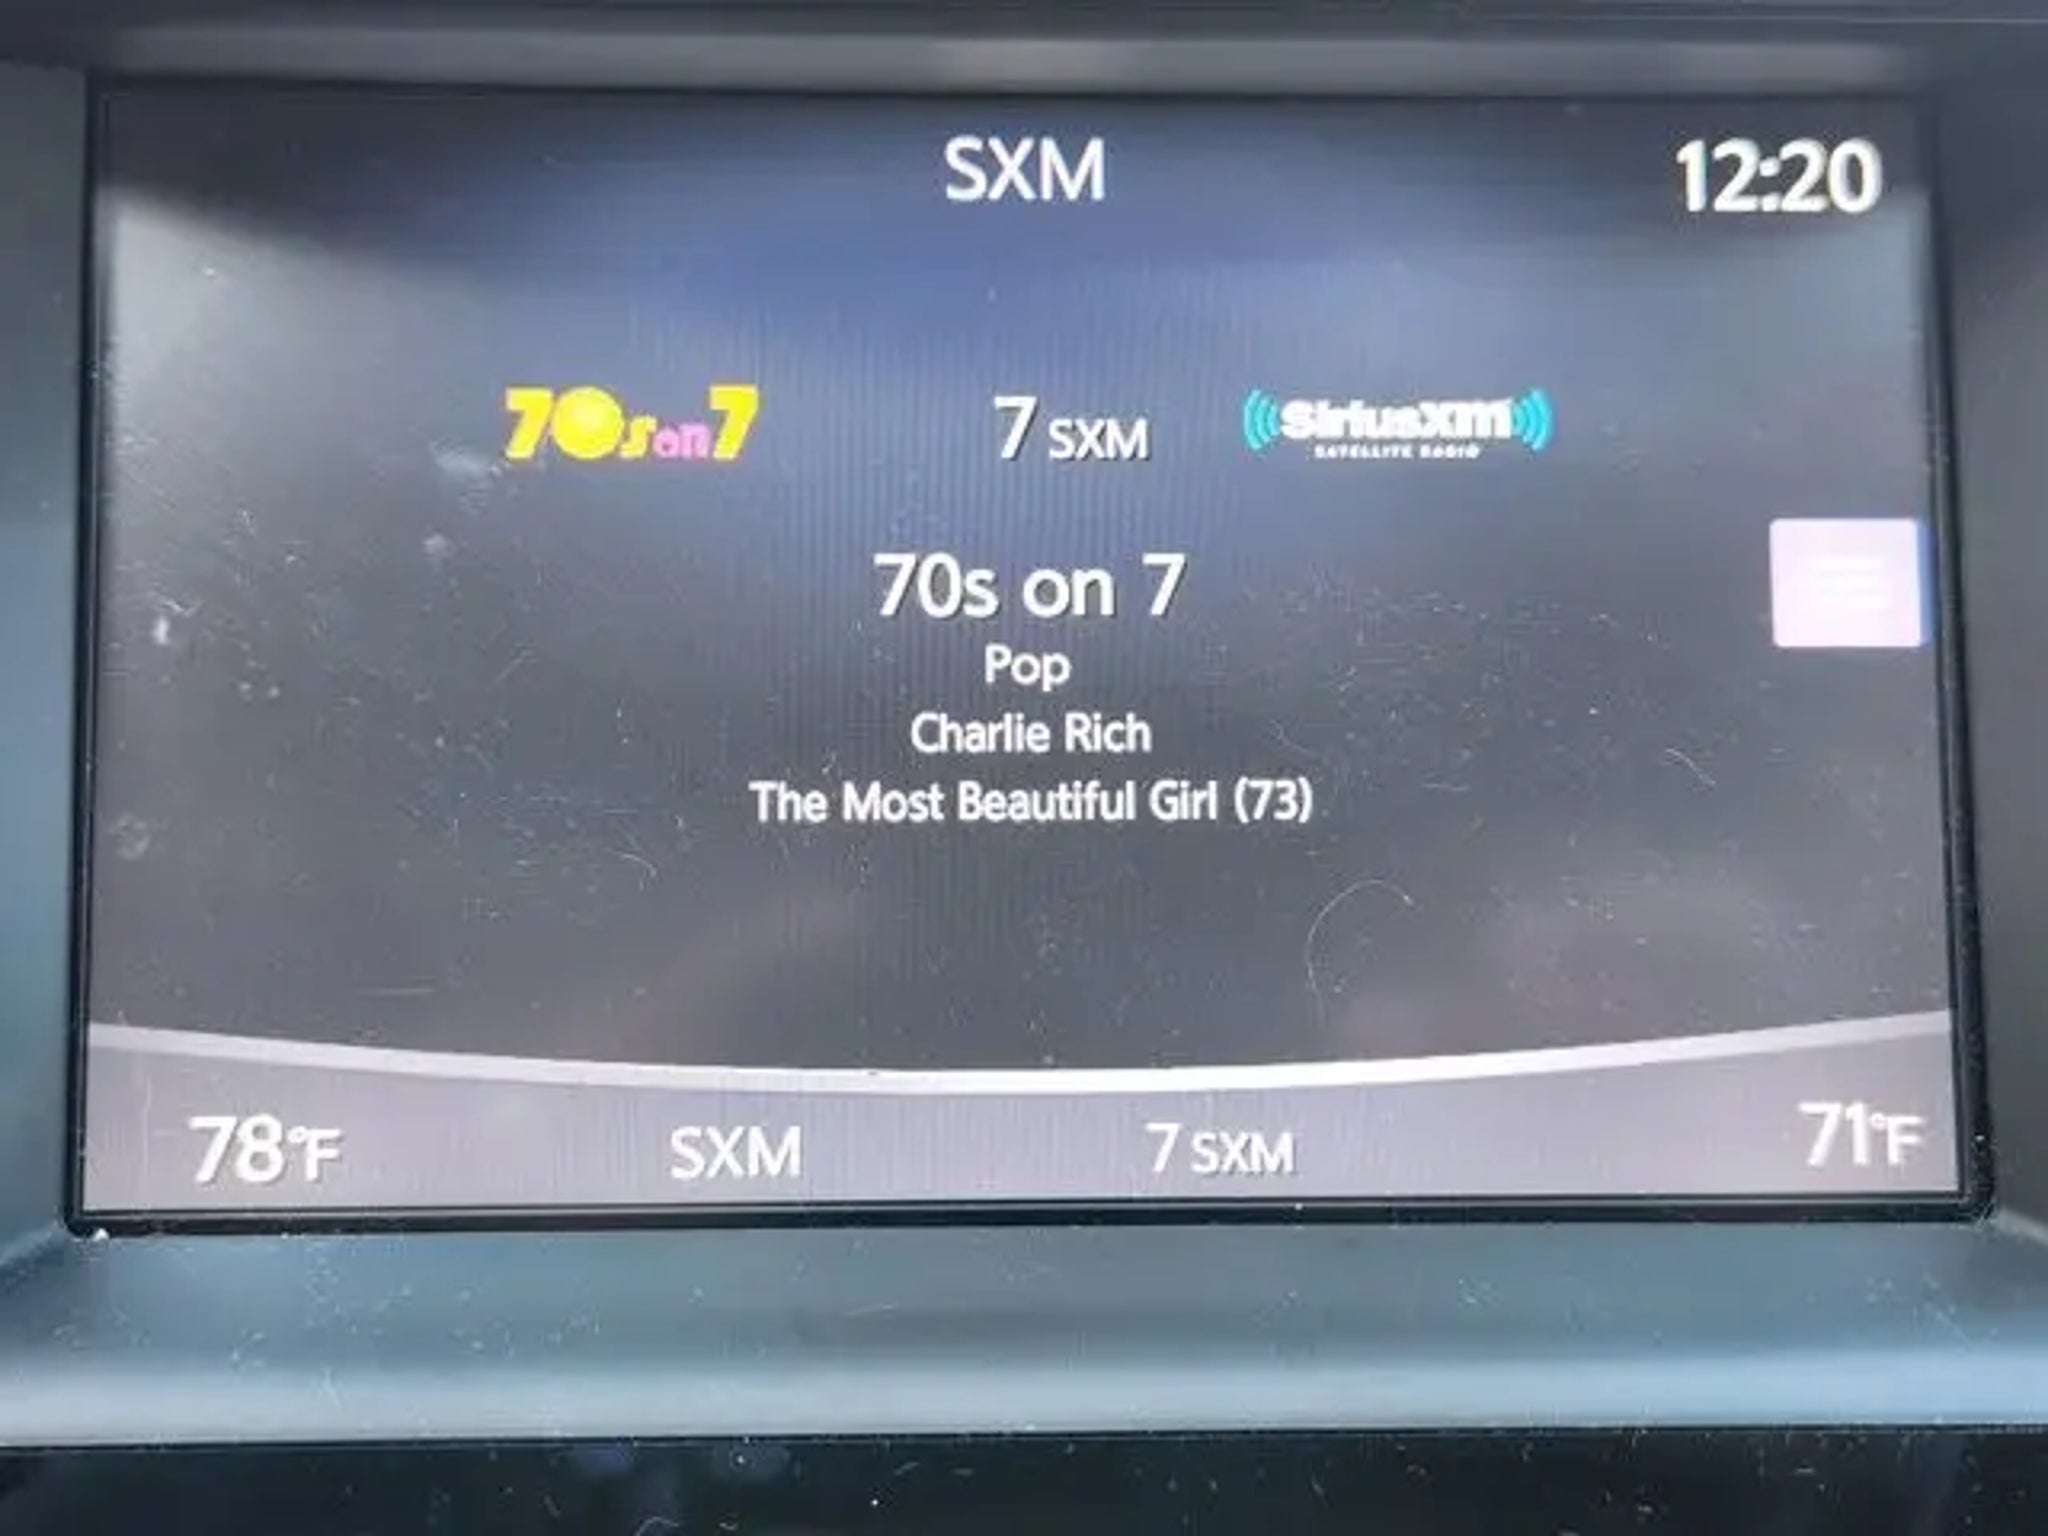 SXM 12:20
70s on 7 7 SXM SiriusXM
SATELLITE RADIO
70s on 7
Pop
Charlie Rich
The Most Beautiful Girl (73)
78°F SXM 7 SXM 71°F